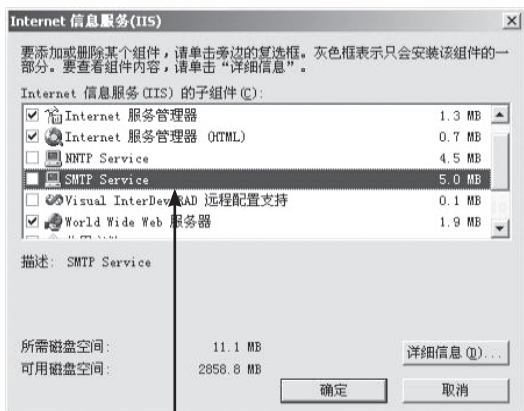 Internet 信息服务(IIS)
要添加或删除某个组件，请单击旁边的复选框。灰色框表示只会安装该组件的一
部分。要查看组件内容，请单击“详细信息”。
Internet 信息服务(IIS) 的子组件(C):
Internet 服务管理器 1.3 MB
Internet 服务管理器 (HTML) 0.7 MB
NNTP Service 4.5 MB
SMTP Service 5.0 MB
Visual InterDev RAD 远程配置支持 0.1 MB
World Wide Web 服务器 1.9 MB
描述: SMTP Service
所需磁盘空间: 11.1 MB
可用磁盘空间: 2858.8 MB
详细信息(D)...
确定
取消